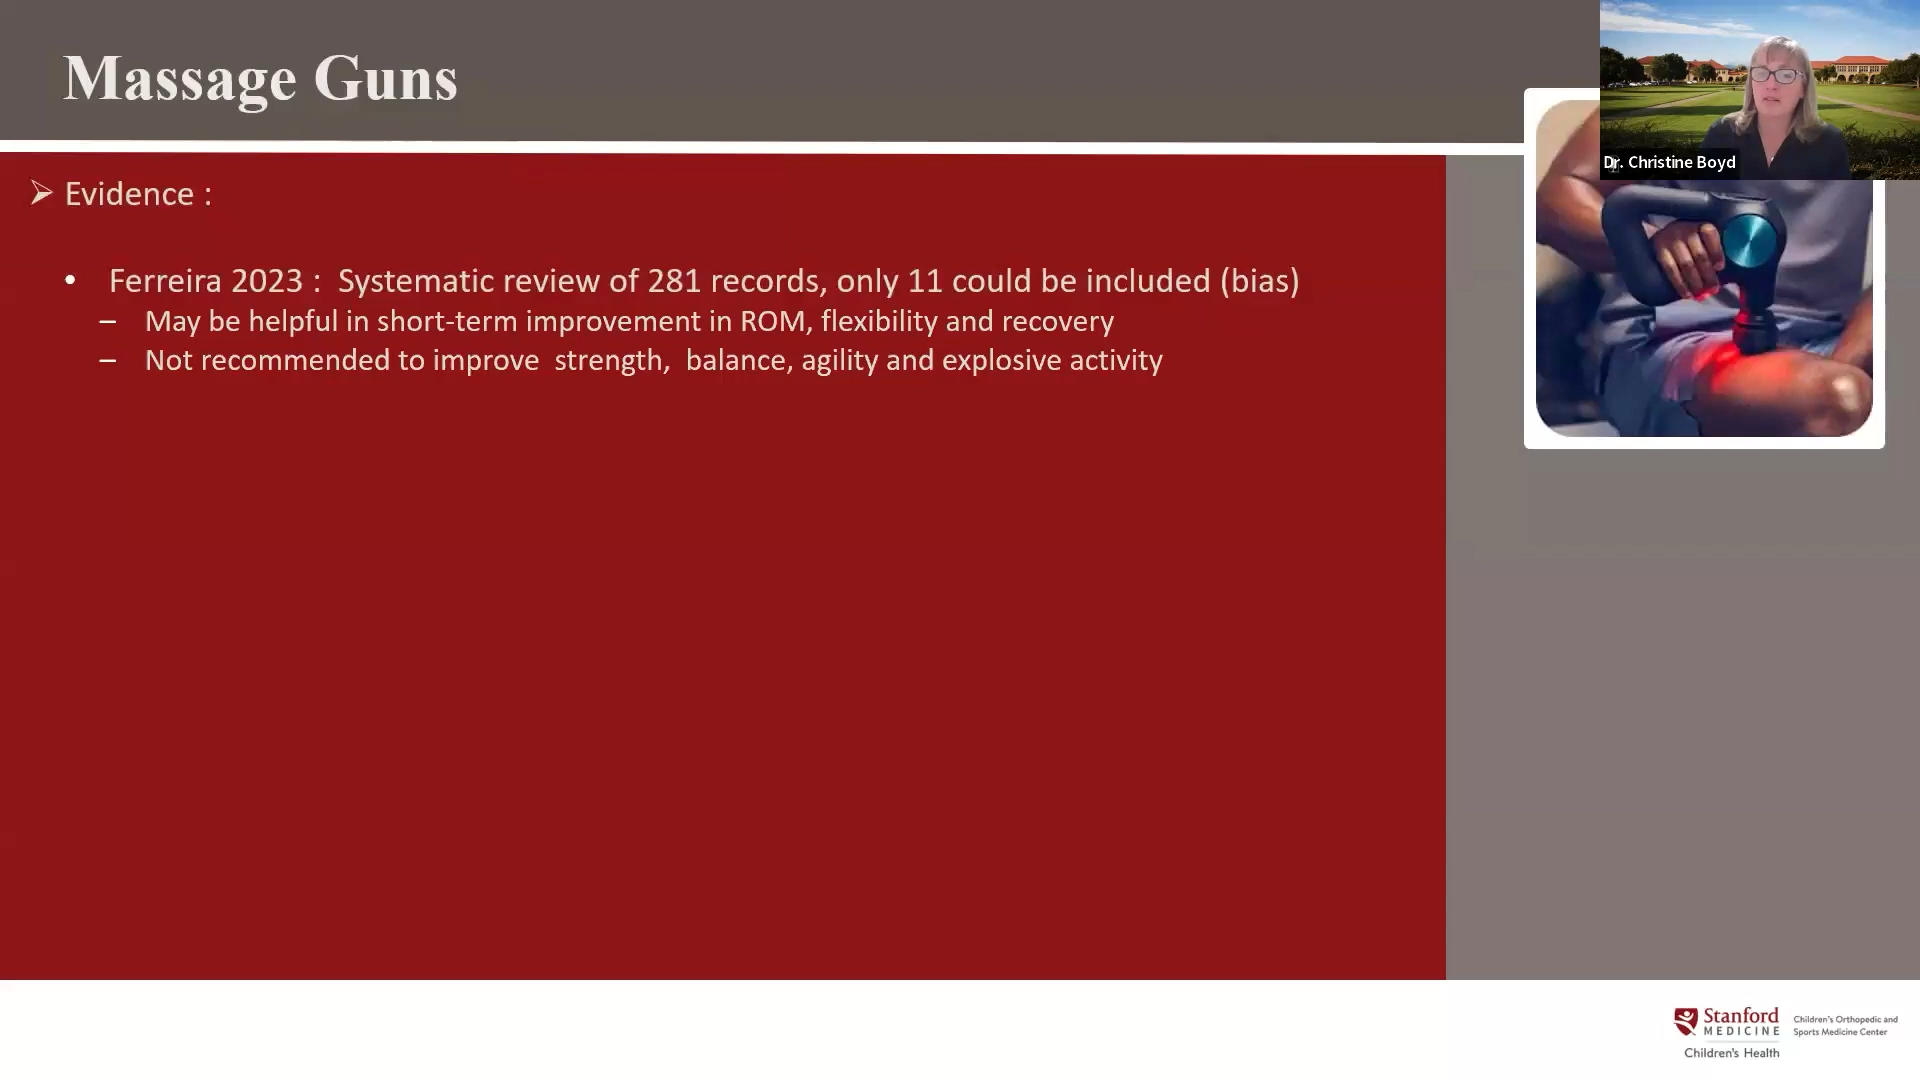 Massage Guns
Dr. Christine Boyd
➢ Evidence :
• Ferreira 2023 : Systematic review of 281 records, only 11 could be included (bias)
– May be helpful in short-term improvement in ROM, flexibility and recovery
– Not recommended to improve strength, balance, agility and explosive activity
Stanford
MEDICINE
Children's Health
Children's Orthopedic and
Sports Medicine Center